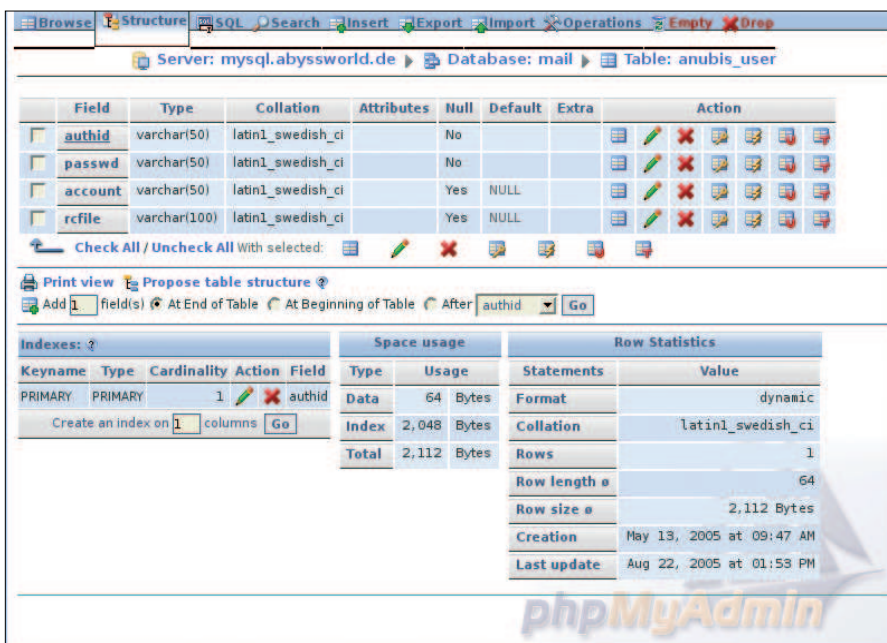 Browse Structure SQL Search Insert Export Import Operations Empty Drop
Server: mysql.abyssworld.de Database: mail Table: anubis_user
Field Type Collation Attributes Null Default Extra Action
authid varchar(50) latin1_swedish_ci No
passwd varchar(50) latin1_swedish_ci No
account varchar(50) latin1_swedish_ci Yes NULL
rcfile varchar(100) latin1_swedish_ci Yes NULL
Check All / Uncheck All With selected:
Print view Propose table structure ?
Add 1 field(s) At End of Table At Beginning of Table After authid Go
Indexes: ?
Keyname Type Cardinality Action Field
PRIMARY PRIMARY 1 authid
Create an index on 1 columns Go
Space usage
Type Usage
Data 64 Bytes
Index 2,048 Bytes
Total 2,112 Bytes
Row Statistics
Statements Value
Format dynamic
Collation latin1_swedish_ci
Rows 1
Row length ø 64
Row size ø 2,112 Bytes
Creation May 13, 2005 at 09:47 AM
Last update Aug 22, 2005 at 01:53 PM
phpMyAdmin